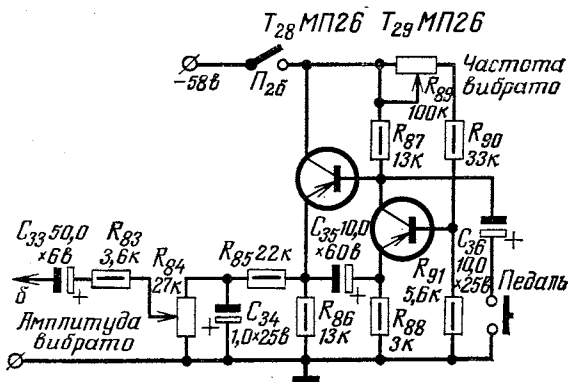 T28 МП26 T29 МП26
-58в
П2б
R89
100к
Частота
вибрато
R87
13к
R90
33к
C33 50,0
×6в
R83
3,6к
R84
27к
R85 22к
C35 10,0
×60в
C36
10,0
×25в
Педаль
R91
5,6к
б
Амплитуда
вибрато
C34
1,0×25в
R86
13к
R88
3к
+
+
+
+